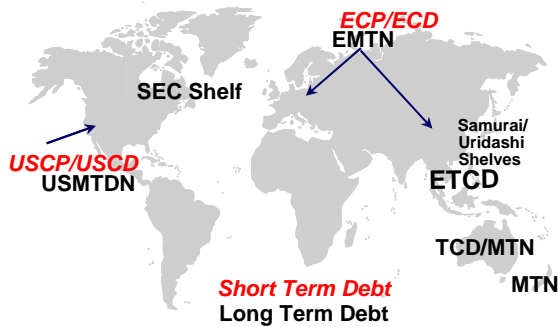 ECP/ECD
EMTN
SEC Shelf
Samurai/
Uridashi
Shelves
USCP/USCD
USMTDN
ETCD
TCD/MTN
MTN
Short Term Debt
Long Term Debt